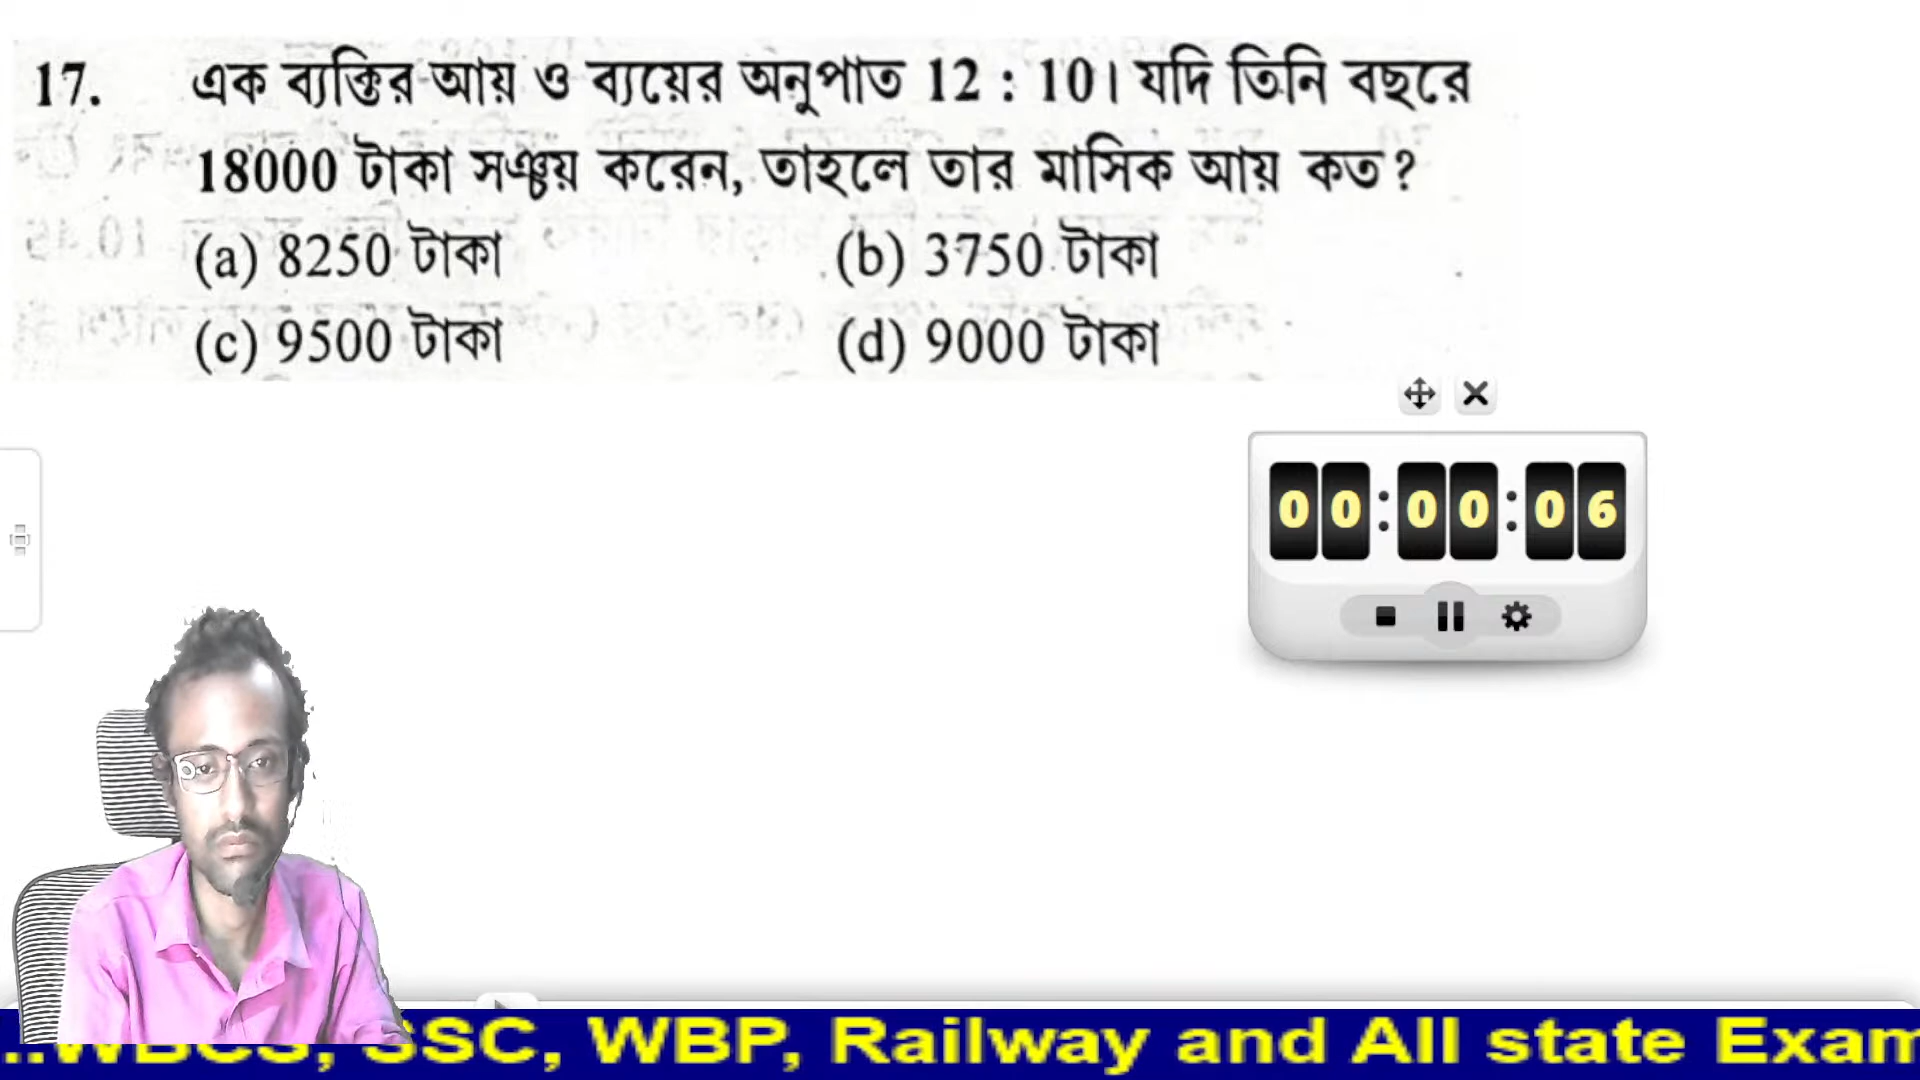 17. এক ব্যক্তির আয় ও ব্যয়ের অনুপাত 12 : 10। যদি তিনি বছরে
18000 টাকা সঞ্চয় করেন, তাহলে তার মাসিক আয় কত?
(a) 8250 টাকা (b) 3750 টাকা
(c) 9500 টাকা (d) 9000 টাকা
00:00:06
..WBCS, SSC, WBP, Railway and All state Exam